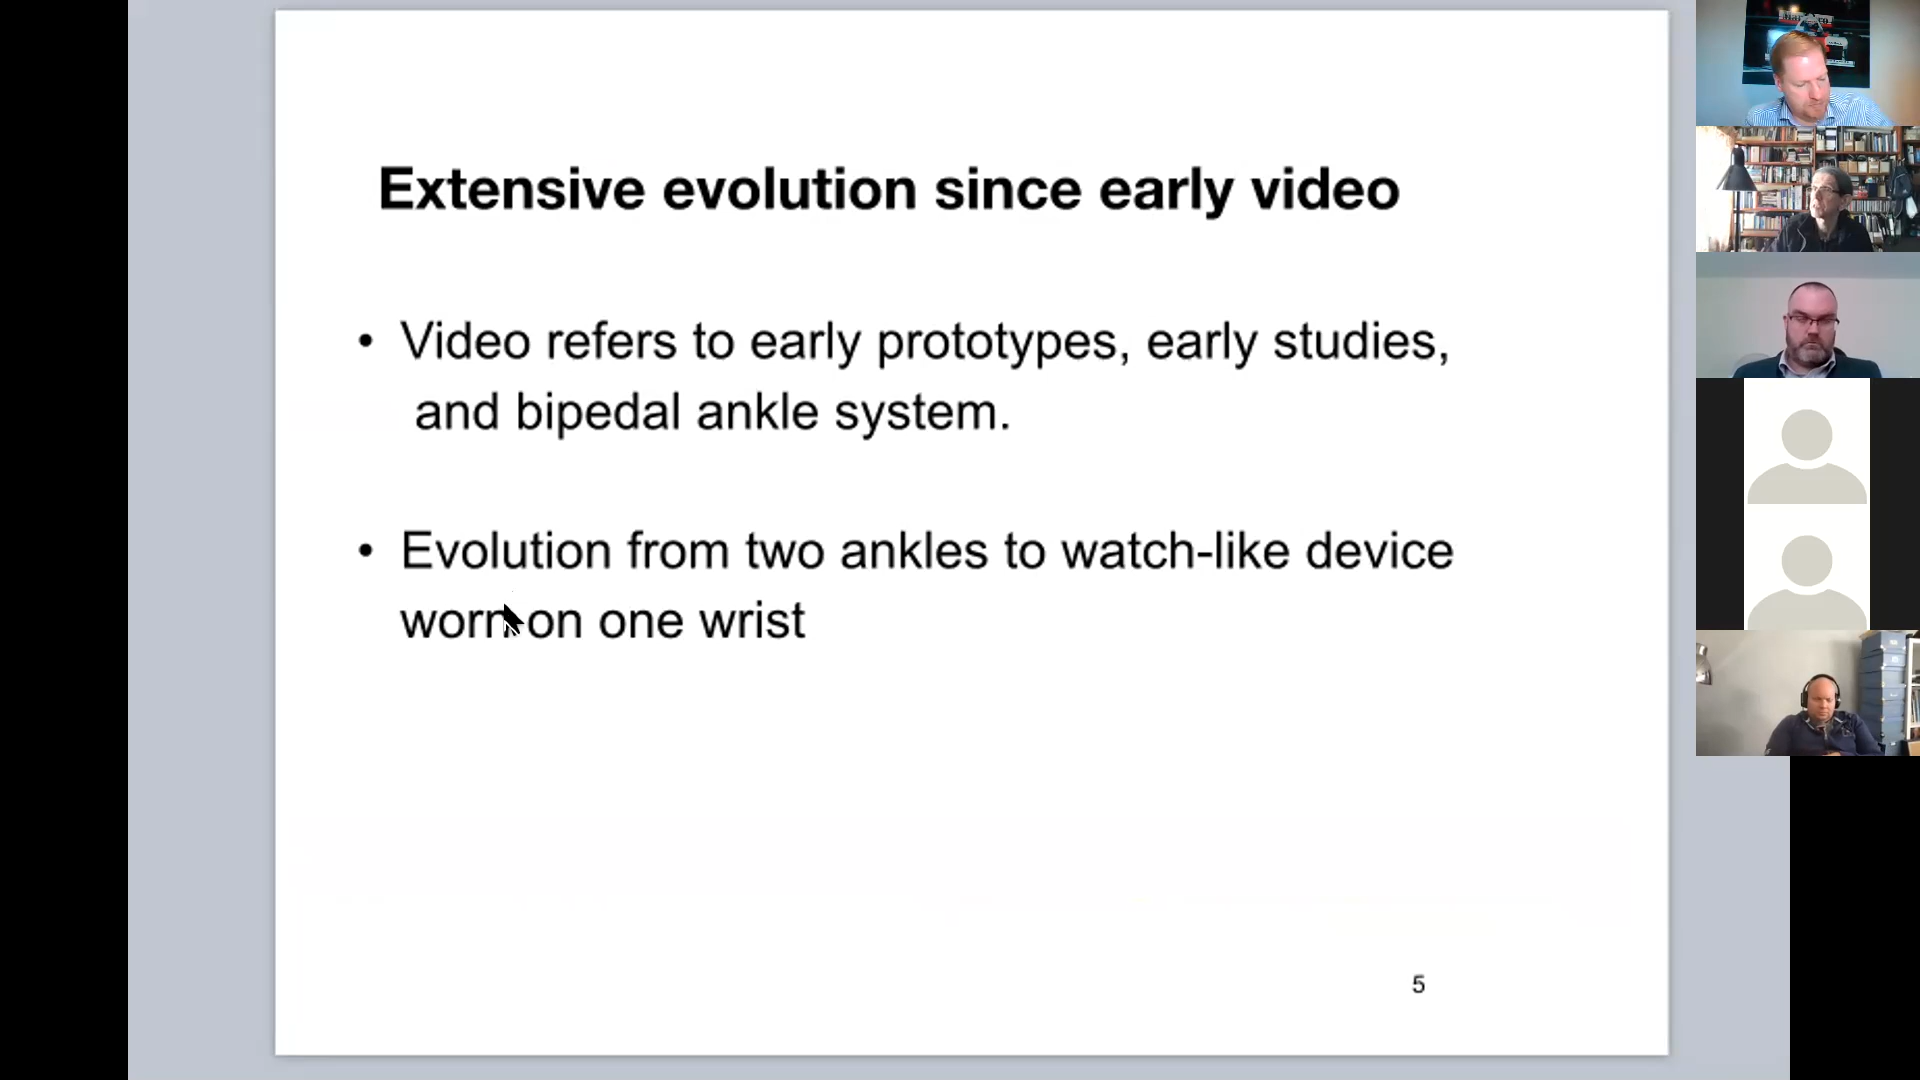 Extensive evolution since early video
• Video refers to early prototypes, early studies,
and bipedal ankle system.
• Evolution from two ankles to watch-like device
worn on one wrist
5